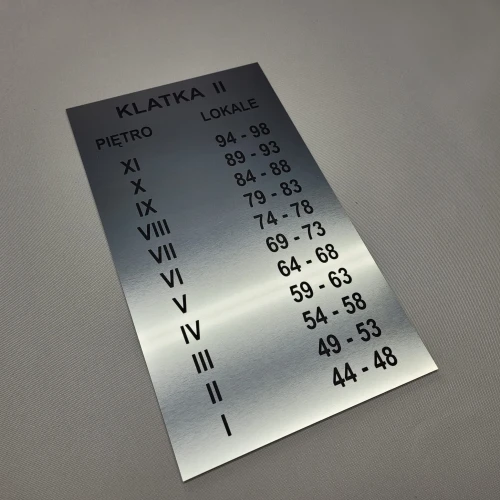 KLATKA II
PIĘTRO LOKALE
XI 94 - 98
X 89 - 93
IX 84 - 88
VIII 79 - 83
VII 74 - 78
VI 69 - 73
V 64 - 68
IV 59 - 63
III 54 - 58
II 49 - 53
I 44 - 48